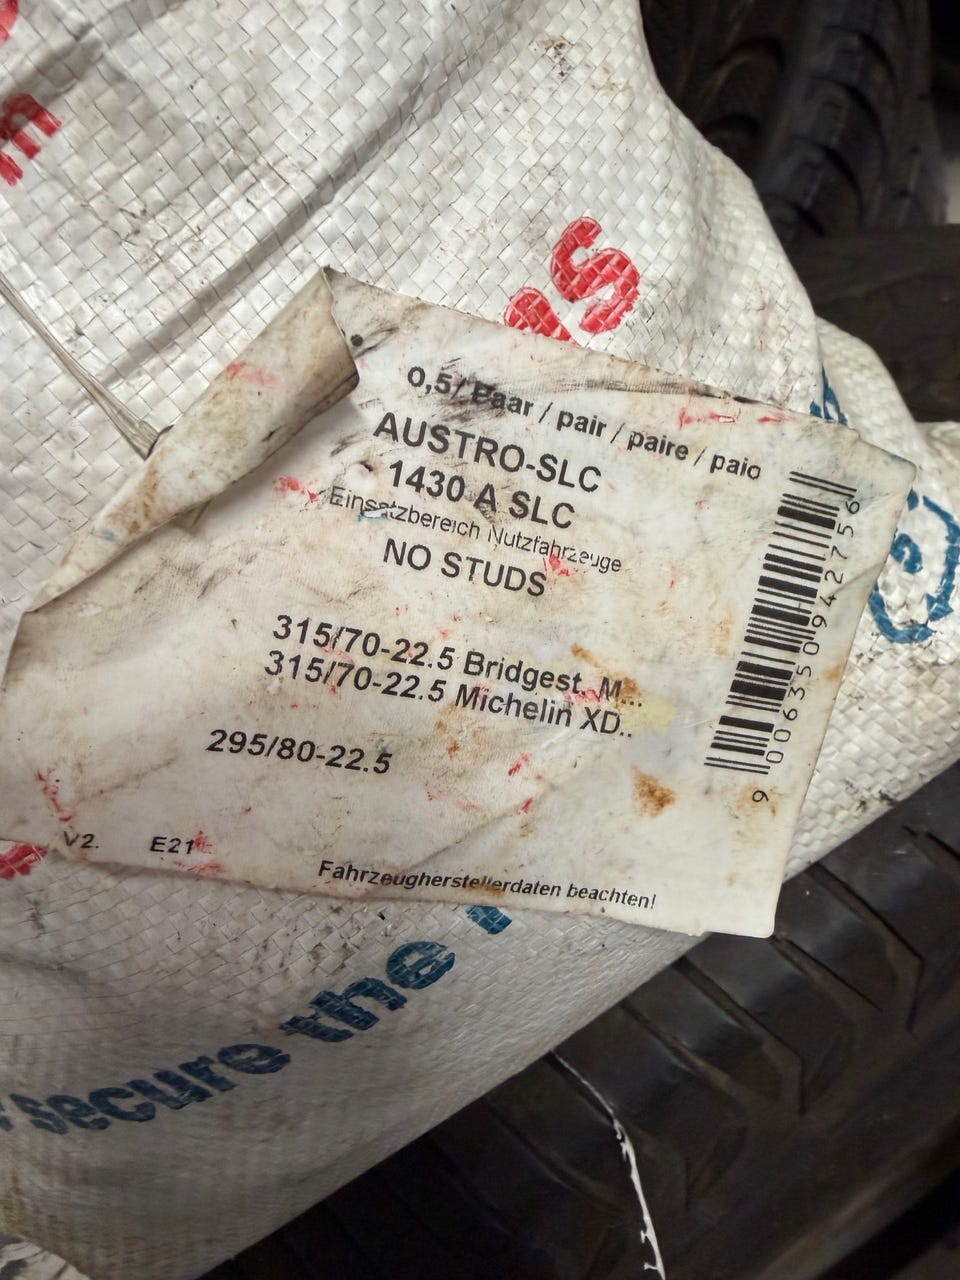 0,5/ Paar / pair / paire / paio
AUSTRO-SLC
1430 A SLC
Einsatzbereich Nutzfahrzeuge
NO STUDS
315/70-22.5 Bridgest. M...
315/70-22.5 Michelin XD..
295/80-22.5
V2. E21
Fahrzeugherstellerdaten beachten!
9 006350 942756
secure the